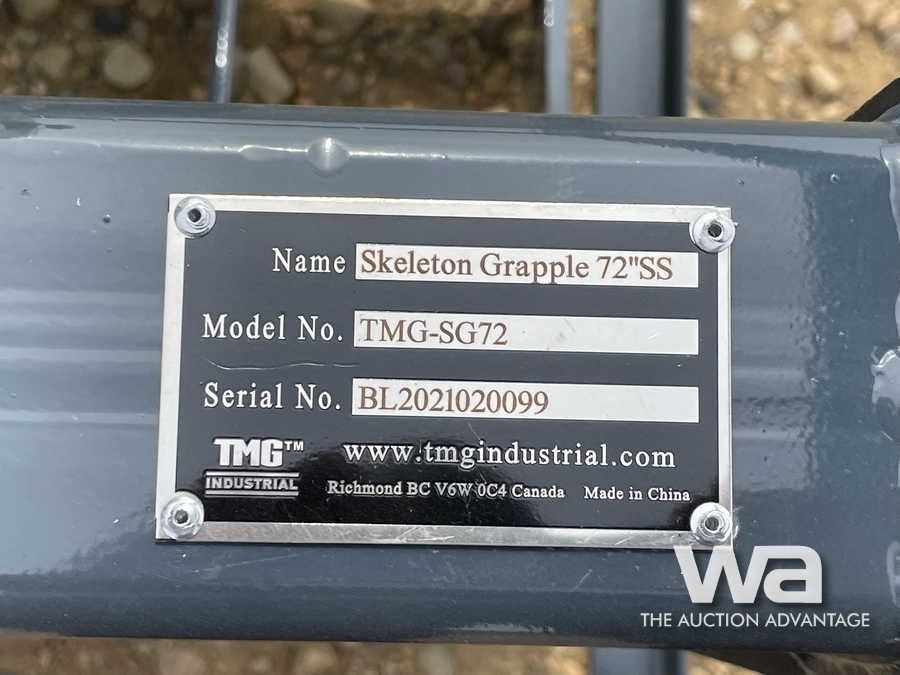 Name Skeleton Grapple 72"SS
Model No. TMG-SG72
Serial No. BL2021020099
TMG™ www.tmgindustrial.com
INDUSTRIAL Richmond BC V6W 0C4 Canada Made in China
wa
THE AUCTION ADVANTAGE